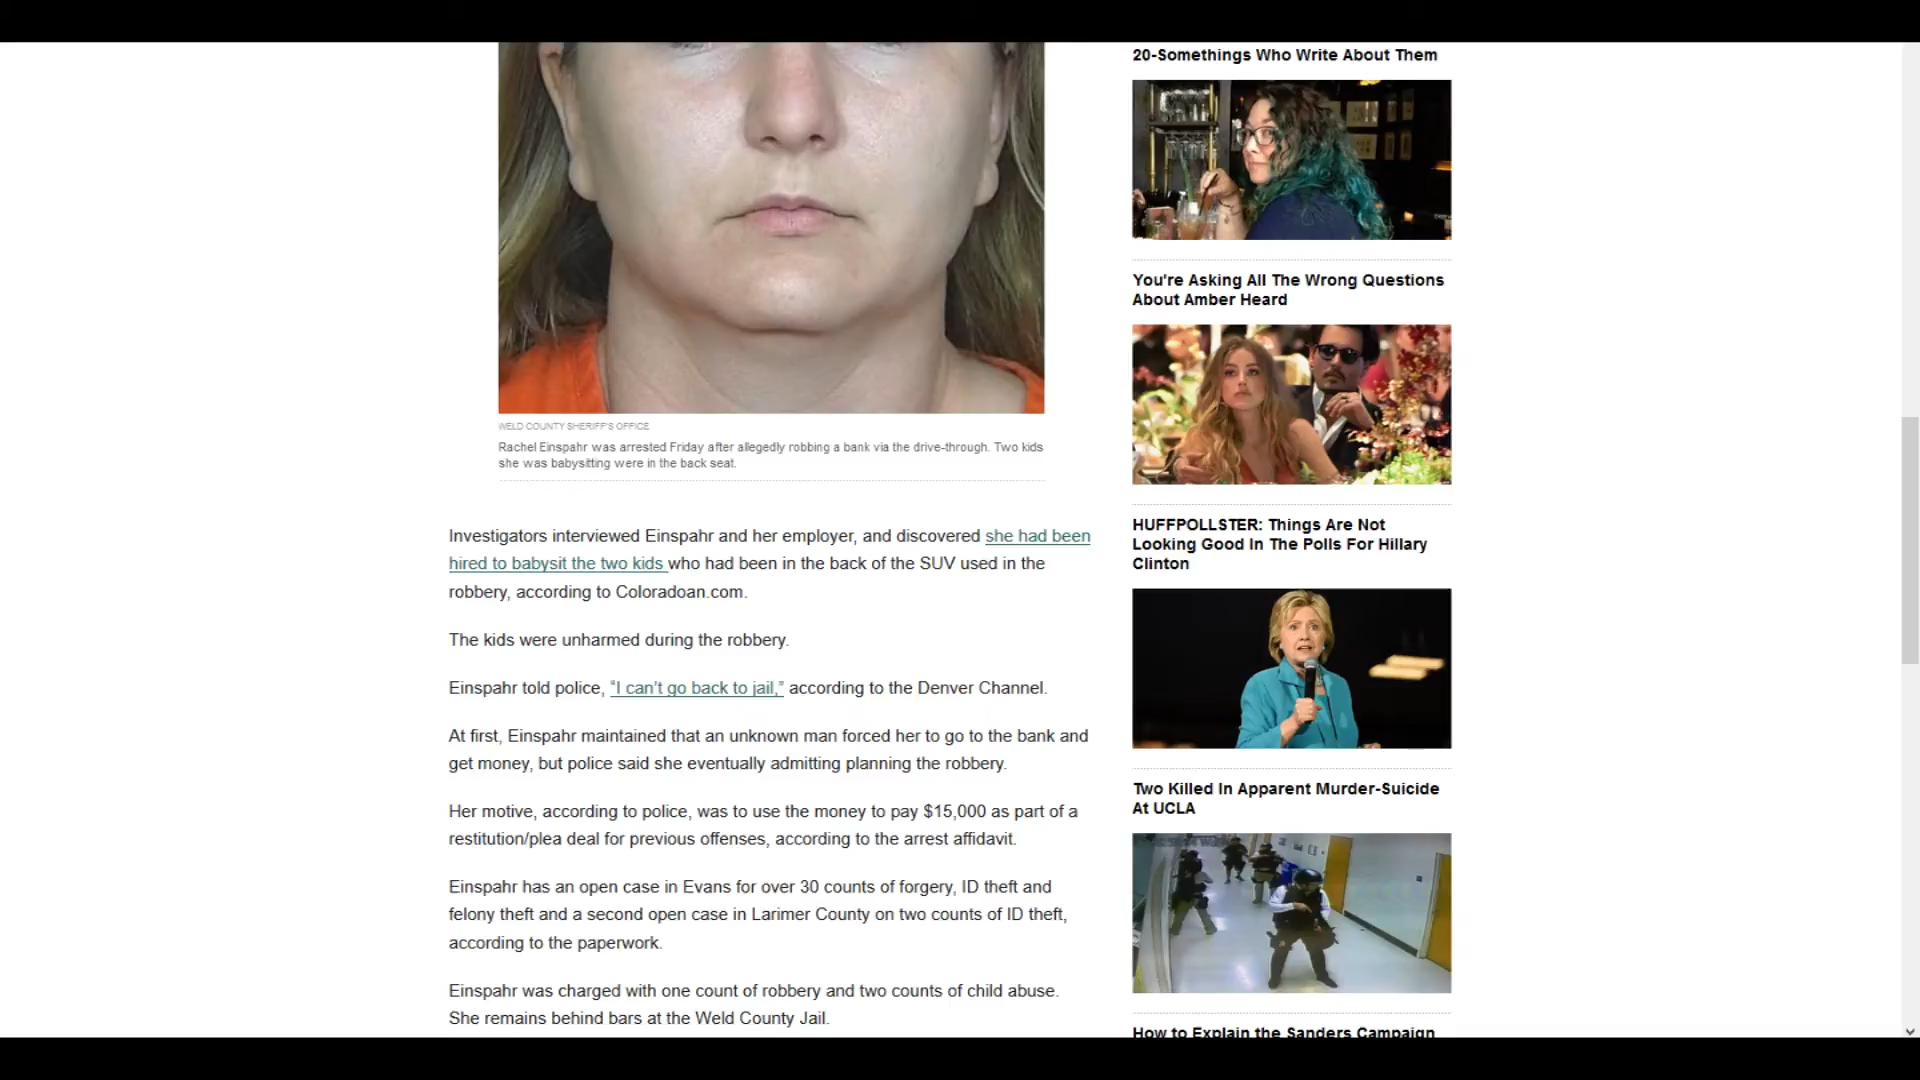 WELD COUNTY SHERIFF'S OFFICE
Rachel Einspahr was arrested Friday after allegedly robbing a bank via the drive-through. Two kids
she was babysitting were in the back seat.
Investigators interviewed Einspahr and her employer, and discovered she had been
hired to babysit the two kids who had been in the back of the SUV used in the
robbery, according to Coloradoan.com.
The kids were unharmed during the robbery.
Einspahr told police, “I can’t go back to jail,” according to the Denver Channel.
At first, Einspahr maintained that an unknown man forced her to go to the bank and
get money, but police said she eventually admitting planning the robbery.
Her motive, according to police, was to use the money to pay $15,000 as part of a
restitution/plea deal for previous offenses, according to the arrest affidavit.
Einspahr has an open case in Evans for over 30 counts of forgery, ID theft and
felony theft and a second open case in Larimer County on two counts of ID theft,
according to the paperwork.
Einspahr was charged with one count of robbery and two counts of child abuse.
She remains behind bars at the Weld County Jail.
20-Somethings Who Write About Them
You're Asking All The Wrong Questions
About Amber Heard
HUFFPOLLSTER: Things Are Not
Looking Good In The Polls For Hillary
Clinton
Two Killed In Apparent Murder-Suicide
At UCLA
How to Explain the Sanders Campaign